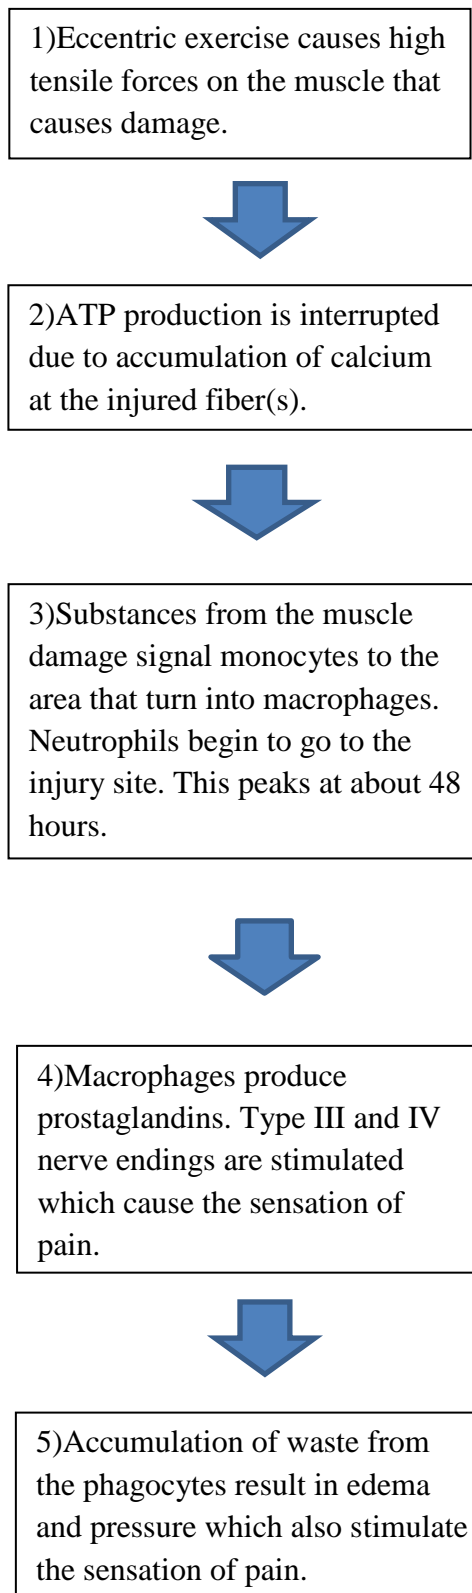 1)Eccentric exercise causes high
tensile forces on the muscle that
causes damage.
2)ATP production is interrupted
due to accumulation of calcium
at the injured fiber(s).
3)Substances from the muscle
damage signal monocytes to the
area that turn into macrophages.
Neutrophils begin to go to the
injury site. This peaks at about 48
hours.
4)Macrophages produce
prostaglandins. Type III and IV
nerve endings are stimulated
which cause the sensation of
pain.
5)Accumulation of waste from
the phagocytes result in edema
and pressure which also stimulate
the sensation of pain.